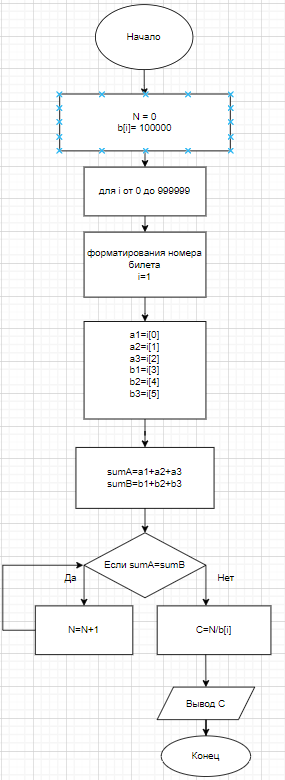 Начало
N = 0
b[i]= 100000
для i от 0 до 999999
форматирования номера
билета
i=1
a1=i[0]
a2=i[1]
a3=i[2]
b1=i[3]
b2=i[4]
b3=i[5]
sumA=a1+a2+a3
sumB=b1+b2+b3
Если sumA=sumB
Да
Нет
N=N+1
C=N/b[i]
Вывод С
Конец